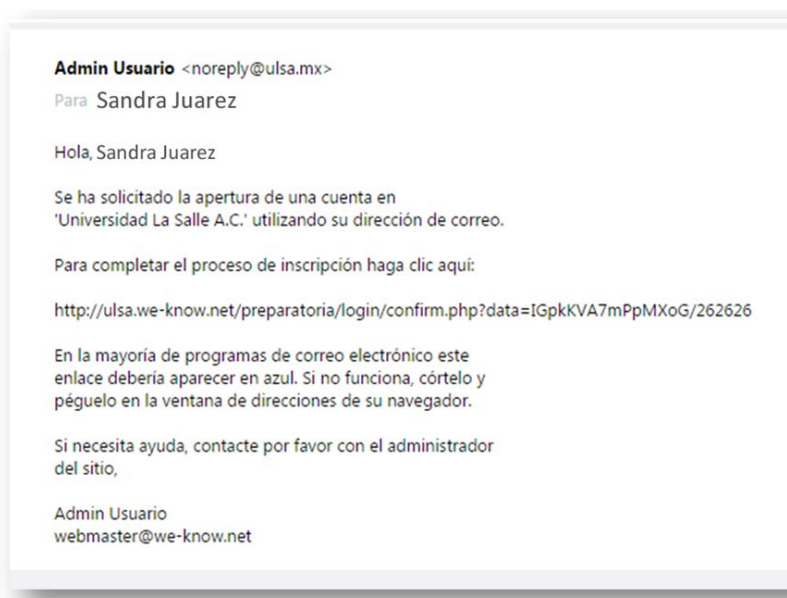 Admin Usuario <noreply@ulsa.mx>
Para Sandra Juarez
Hola, Sandra Juarez
Se ha solicitado la apertura de una cuenta en
'Universidad La Salle A.C.' utilizando su dirección de correo.
Para completar el proceso de inscripción haga clic aquí:
http://ulsa.we-know.net/preparatoria/login/confirm.php?data=IGpkKVA7mPpMXoG/262626
En la mayoría de programas de correo electrónico este
enlace debería aparecer en azul. Si no funciona, córtelo y
péguelo en la ventana de direcciones de su navegador.
Si necesita ayuda, contacte por favor con el administrador
del sitio,
Admin Usuario
webmaster@we-know.net